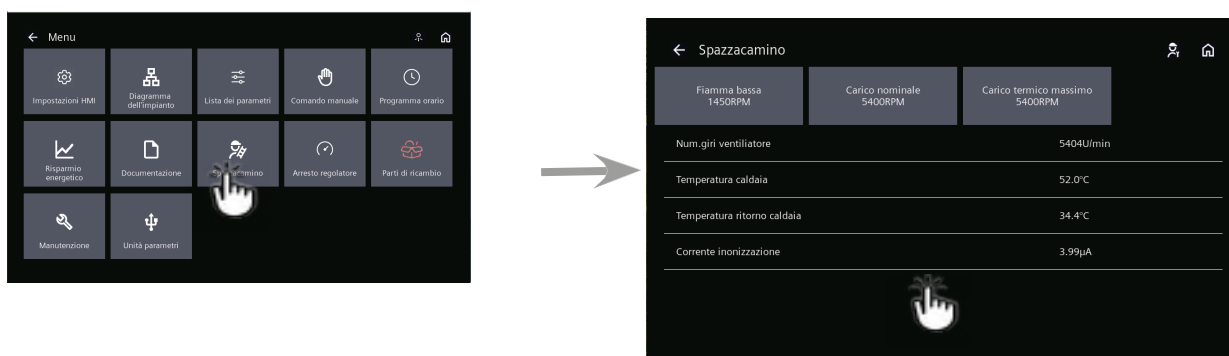 Menu
Impostazioni HMI
Diagramma
dell'impianto
Lista dei parametri
Comando manuale
Programma orario
Risparmio
energetico
Documentazione
Arresto regolatore
Parti di ricambio
Manutenzione
Unità parametri
Spazzacamino
Fiamma bassa
1450RPM
Carico nominale
5400RPM
Carico termico massimo
5400RPM
Num.giri ventiliatore 5404U/min
Temperatura caldaia 52.0°C
Temperatura ritorno caldaia 34.4°C
Corrente inonizzazione 3.99µA